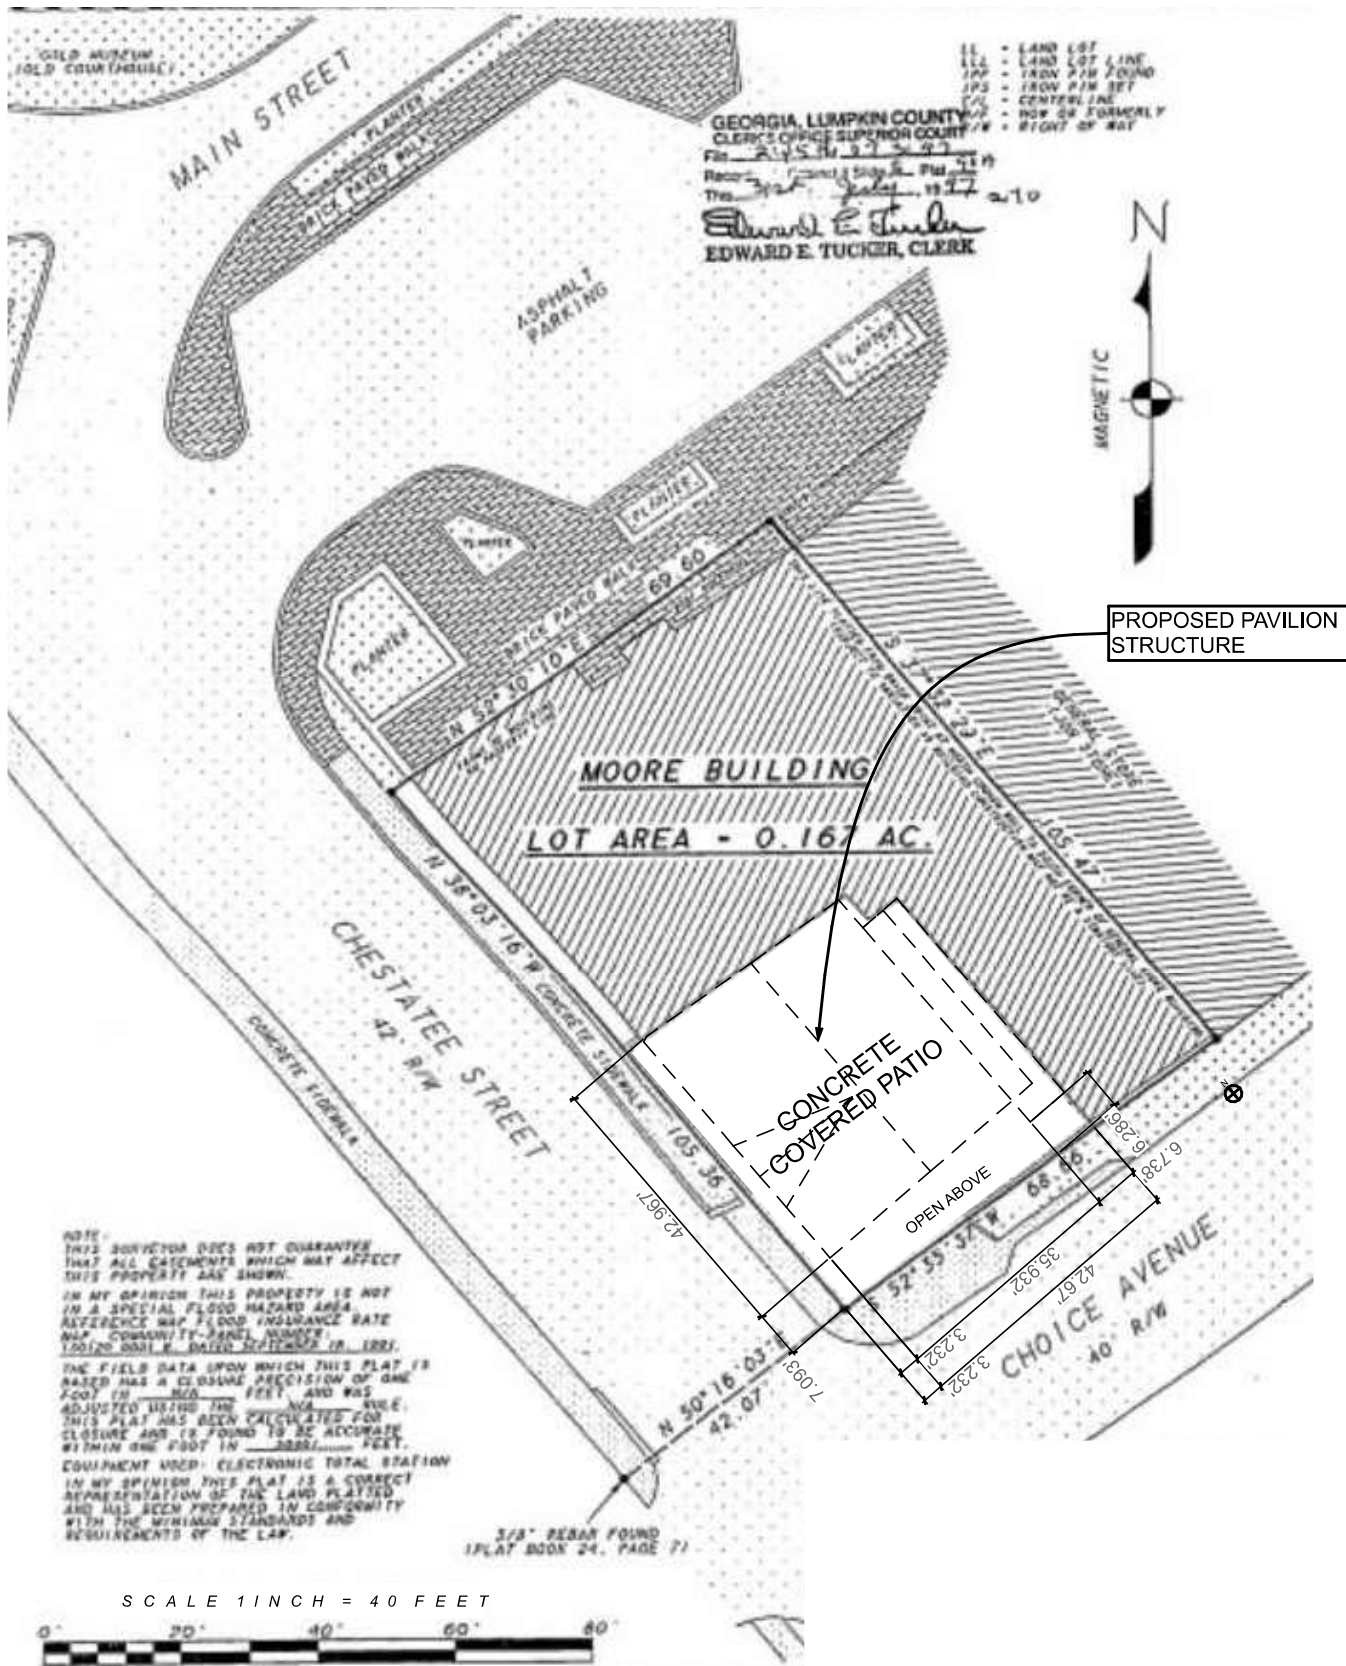 GOLD MUSEUM
(OLD COURTHOUSE)
MAIN STREET
PLANTER
BRICK PAVED WALK
LL - LAND LOT
LLL - LAND LOT LINE
IPF - IRON PIN FOUND
IPS - IRON PIN SET
C/L - CENTERLINE
N/F - NOW OR FORMERLY
R/W - RIGHT OF WAY
GEORGIA, LUMPKIN COUNTY
CLERK'S OFFICE SUPERIOR COURT
This July 1997
Edward E. Tucker
EDWARD E. TUCKER, CLERK
N
MAGNETIC
ASPHALT
PARKING
PLANTER
PLANTER
PLANTER
PLANTER
BRICK PAVED WALK
N 52°30'10"E 69.60
PROPOSED PAVILION
STRUCTURE
GENERAL STORE
MOORE BUILDING
LOT AREA - 0.167 AC.
105.47
N 38°03'16"W
CONCRETE SIDEWALK
105.36
CHESTATEE STREET
42' R/W
CONCRETE SIDEWALK
CONCRETE
COVERED PATIO
OPEN ABOVE
68.66
42.967'
7.093'
6.286'
6.738'
35.932'
42.67'
3.232'
3.232'
CHOICE AVENUE
40' R/W
N 50°16'03"
42.07
NOTE:
THIS SURVEYOR DOES NOT GUARANTEE
THAT ALL EASEMENTS WHICH MAY AFFECT
THIS PROPERTY ARE SHOWN.
IN MY OPINION THIS PROPERTY IS NOT
IN A SPECIAL FLOOD HAZARD AREA.
REFERENCE MAP FLOOD INSURANCE RATE
MAP COMMUNITY-PANEL NUMBER:
DATED SEPTEMBER
THE FIELD DATA UPON WHICH THIS PLAT IS
BASED HAS A CLOSURE PRECISION OF ONE
FOOT IN N/A FEET, AND WAS
ADJUSTED USING THE N/A RULE.
THIS PLAT HAS BEEN CALCULATED FOR
CLOSURE AND IS FOUND TO BE ACCURATE
WITHIN ONE FOOT IN FEET.
EQUIPMENT USED: ELECTRONIC TOTAL STATION
IN MY OPINION THIS PLAT IS A CORRECT
REPRESENTATION OF THE LAND PLATTED
AND HAS BEEN PREPARED IN CONFORMITY
WITH THE MINIMUM STANDARDS AND
REQUIREMENTS OF THE LAW.
3/8" REBAR FOUND
(PLAT BOOK 24, PAGE 7)
SCALE 1INCH = 40 FEET
0' 20' 40' 60' 80'